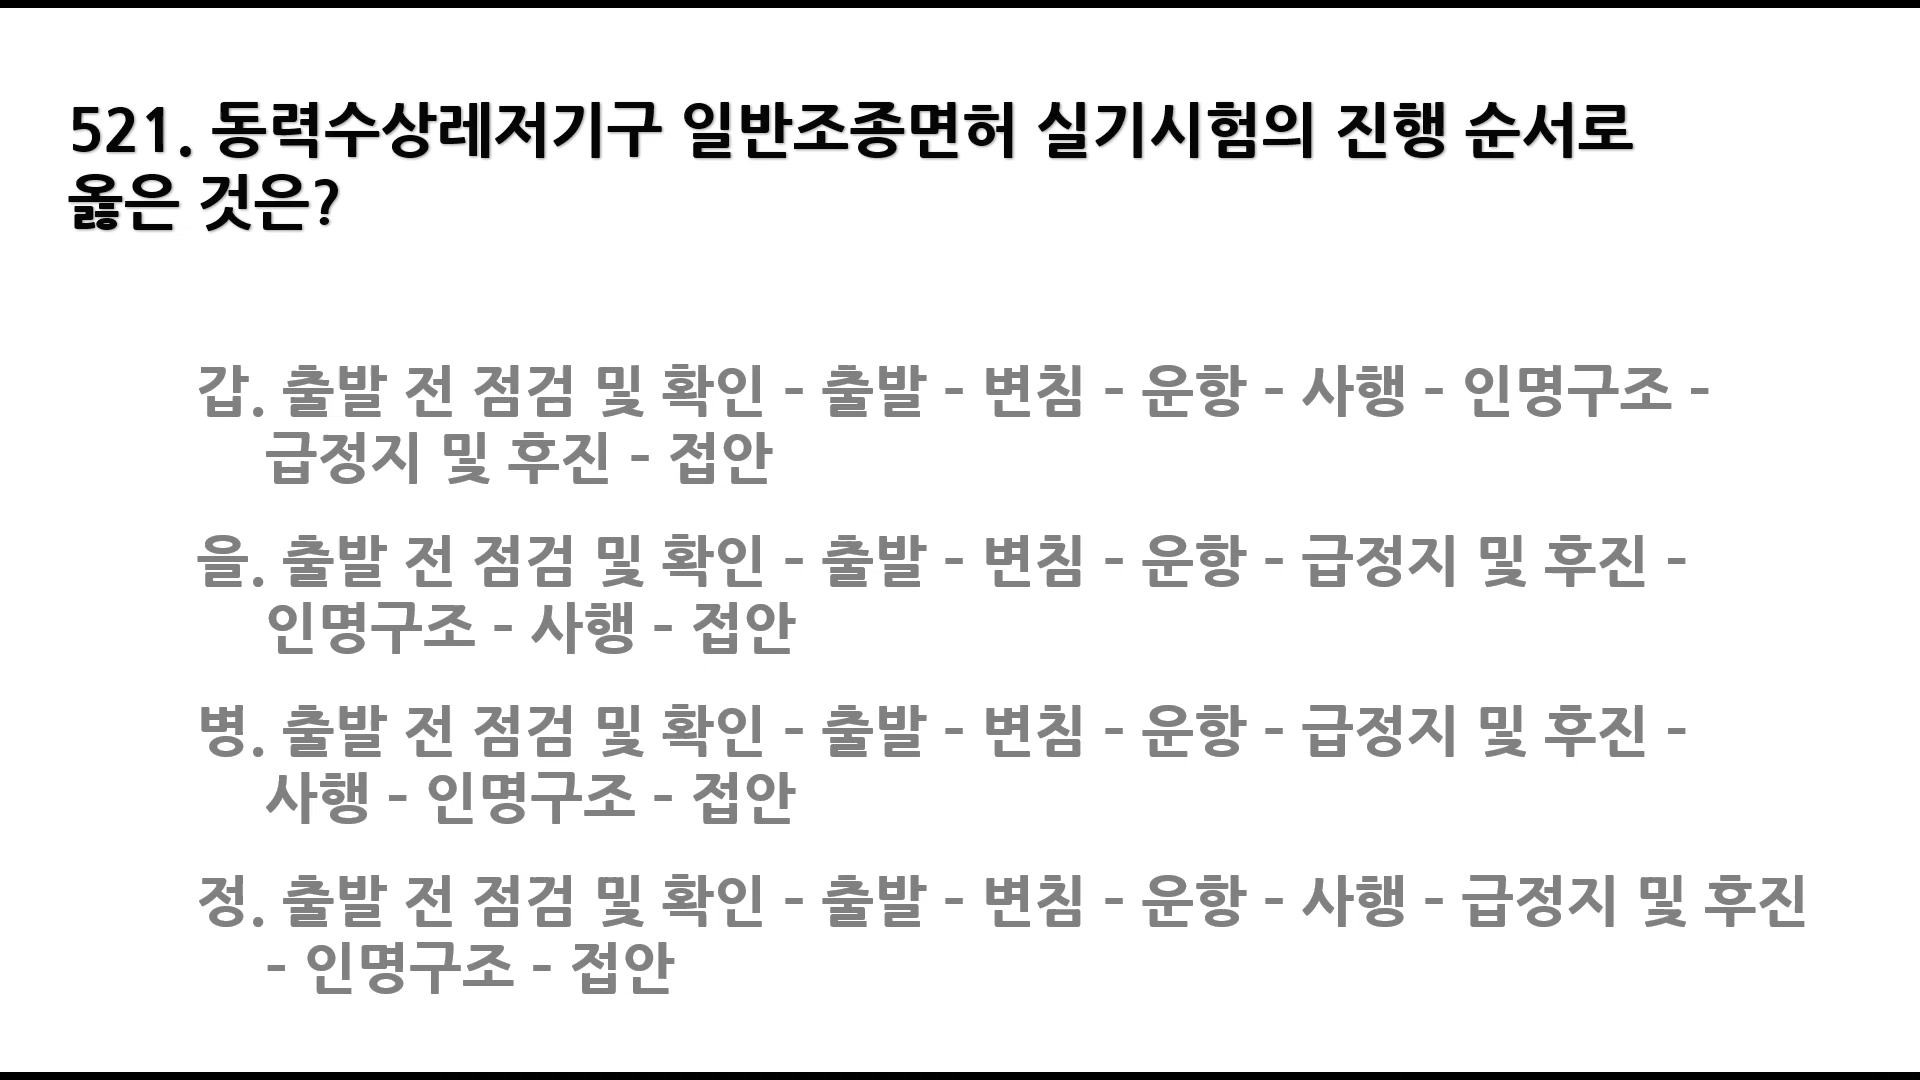 521. 동력수상레저기구 일반조종면허 실기시험의 진행 순서로
옳은 것은?
갑. 출발 전 점검 및 확인 - 출발 - 변침 - 운항 - 사행 - 인명구조 -
급정지 및 후진 - 접안
을. 출발 전 점검 및 확인 - 출발 - 변침 - 운항 - 급정지 및 후진 -
인명구조 - 사행 - 접안
병. 출발 전 점검 및 확인 - 출발 - 변침 - 운항 - 급정지 및 후진 -
사행 - 인명구조 - 접안
정. 출발 전 점검 및 확인 - 출발 - 변침 - 운항 - 사행 - 급정지 및 후진
- 인명구조 - 접안